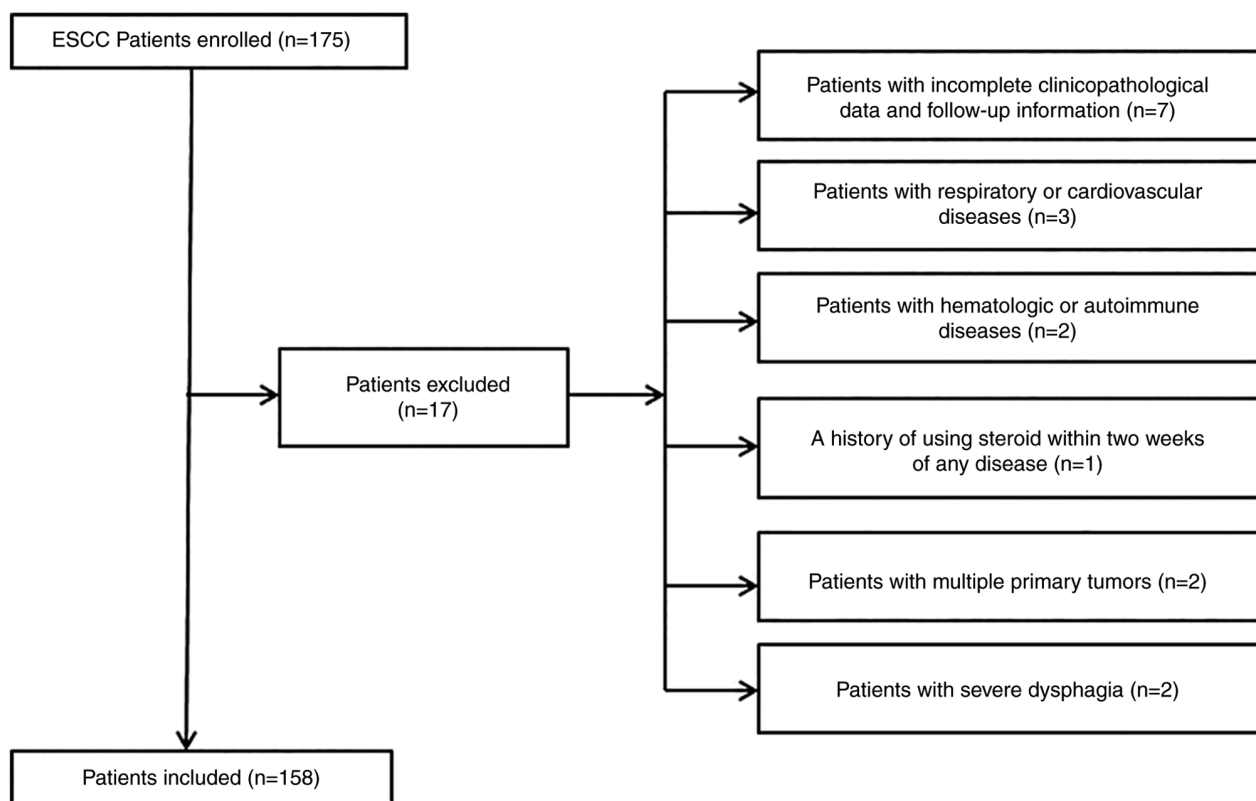 ESCC Patients enrolled (n=175)
Patients with incomplete clinicopathological
data and follow-up information (n=7)
Patients with respiratory or cardiovascular
diseases (n=3)
Patients with hematologic or autoimmune
diseases (n=2)
Patients excluded
(n=17)
A history of using steroid within two weeks
of any disease (n=1)
Patients with multiple primary tumors (n=2)
Patients with severe dysphagia (n=2)
Patients included (n=158)